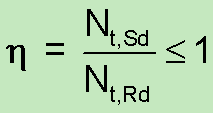 η = N_t,Sd / N_t,Rd ≤ 1